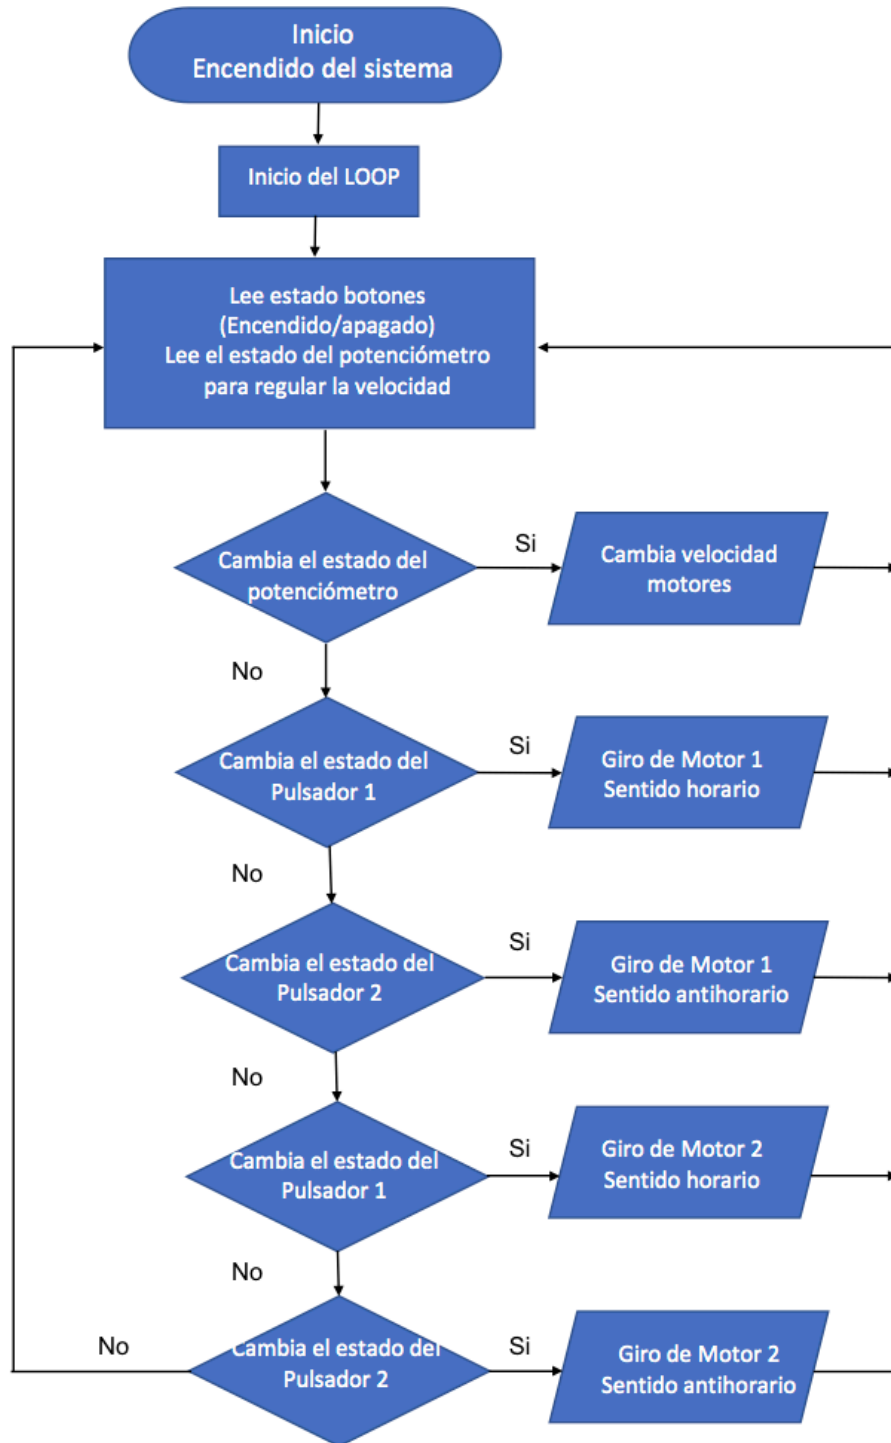 Inicio
Encendido del sistema
Inicio del LOOP
Lee estado botones
(Encendido/apagado)
Lee el estado del potenciómetro
para regular la velocidad
Cambia el estado del
potenciómetro
Si
Cambia velocidad
motores
No
Cambia el estado del
Pulsador 1
Si
Giro de Motor 1
Sentido horario
No
Cambia el estado del
Pulsador 2
Si
Giro de Motor 1
Sentido antihorario
No
Cambia el estado del
Pulsador 1
Si
Giro de Motor 2
Sentido horario
No
Cambia el estado del
Pulsador 2
No
Si
Giro de Motor 2
Sentido antihorario